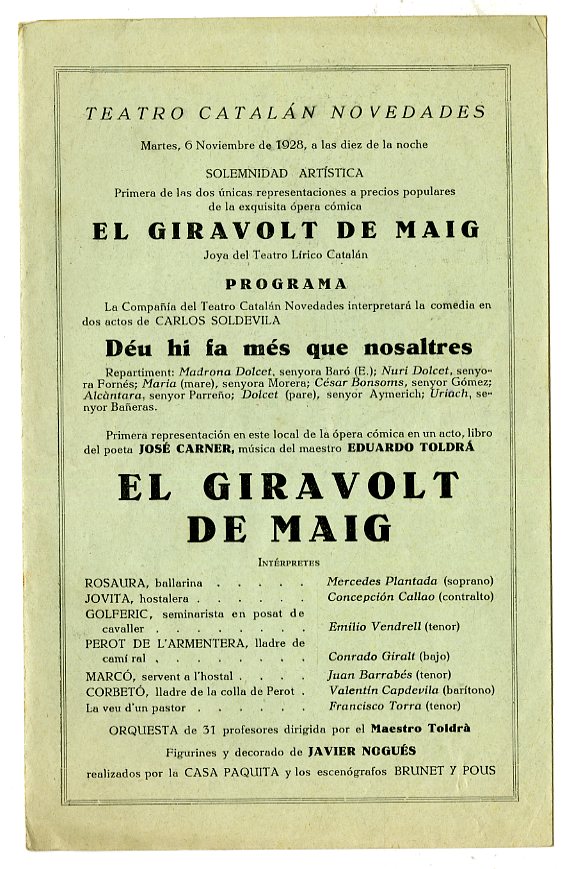 TEATRO CATALÁN NOVEDADES
Martes, 6 Noviembre de 1928, a las diez de la noche
SOLEMNIDAD ARTÍSTICA
Primera de las dos únicas representaciones a precios populares
de la exquisita ópera cómica
EL GIRAVOLT DE MAIG
Joya del Teatro Lírico Catalán
PROGRAMA
La Compañía del Teatro Catalán Novedades interpretará la comedia en
dos actos de CARLOS SOLDEVILA
Déu hi fa més que nosaltres
Repartiment: Madrona Dolcet, senyora Baró (E.); Nuri Dolcet, senyo-
ra Fornés; Maria (mare), senyora Morera; César Bonsoms, senyor Gómez;
Alcàntara, senyor Parreño; Dolcet (pare), senyor Aymerich; Uriach, se-
nyor Bañeras.
Primera representación en este local de la ópera cómica en un acto, libro
del poeta JOSÉ CARNER, música del maestro EDUARDO TOLDRÁ
EL GIRAVOLT
DE MAIG
INTÉRPRETES
ROSAURA, ballarina . . . . . Mercedes Plantada (soprano)
JOVITA, hostalera . . . . . . Concepción Callao (contralto)
GOLFERIC, seminarista en posat de
cavaller . . . . . . . . Emilio Vendrell (tenor)
PEROT DE L'ARMENTERA, lladre de
camí ral . . . . . . . . Conrado Giralt (bajo)
MARCÓ, servent a l'hostal . . . . Juan Barrabés (tenor)
CORBETÓ, lladre de la colla de Perot . Valentín Capdevila (barítono)
La veu d'un pastor . . . . . . Francisco Torra (tenor)
ORQUESTA de 31 profesores dirigida por el Maestro Toldrà
Figurines y decorado de JAVIER NOGUÉS
realizados por la CASA PAQUITA y los escenógrafos BRUNET Y POUS